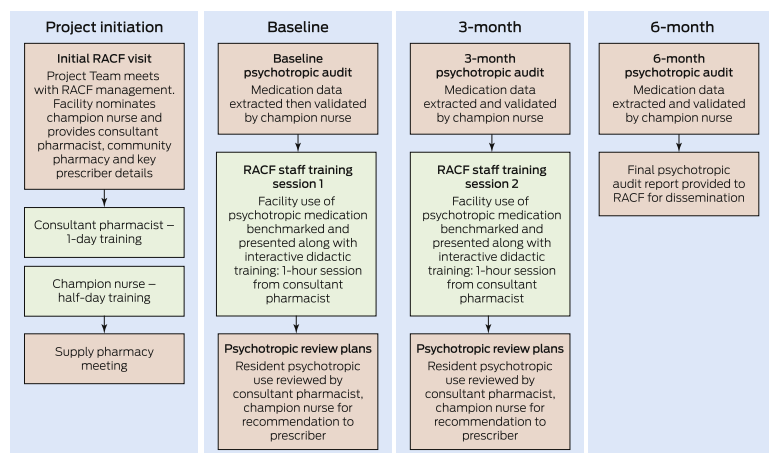 Project initiation
Initial RACF visit
Project Team meets
with RACF management.
Facility nominates
champion nurse and
provides consultant
pharmacist, community
pharmacy and key
prescriber details
Consultant pharmacist –
1-day training
Champion nurse –
half-day training
Supply pharmacy
meeting
Baseline
Baseline
psychotropic audit
Medication data
extracted then validated
by champion nurse
RACF staff training
session 1
Facility use of
psychotropic medication
benchmarked and
presented along with
interactive didactic
training: 1-hour session
from consultant
pharmacist
Psychotropic review plans
Resident psychotropic
use reviewed by
consultant pharmacist,
champion nurse for
recommendation to
prescriber
3-month
3-month
psychotropic audit
Medication data
extracted and validated
by champion nurse
RACF staff training
session 2
Facility use of
psychotropic medication
benchmarked and
presented along with
interactive didactic
training: 1-hour session
from consultant
pharmacist
Psychotropic review plans
Resident psychotropic
use reviewed by
consultant pharmacist,
champion nurse for
recommendation to
prescriber
6-month
6-month
psychotropic audit
Medication data
extracted and validated
by champion nurse
Final psychotropic
audit report provided to
RACF for dissemination